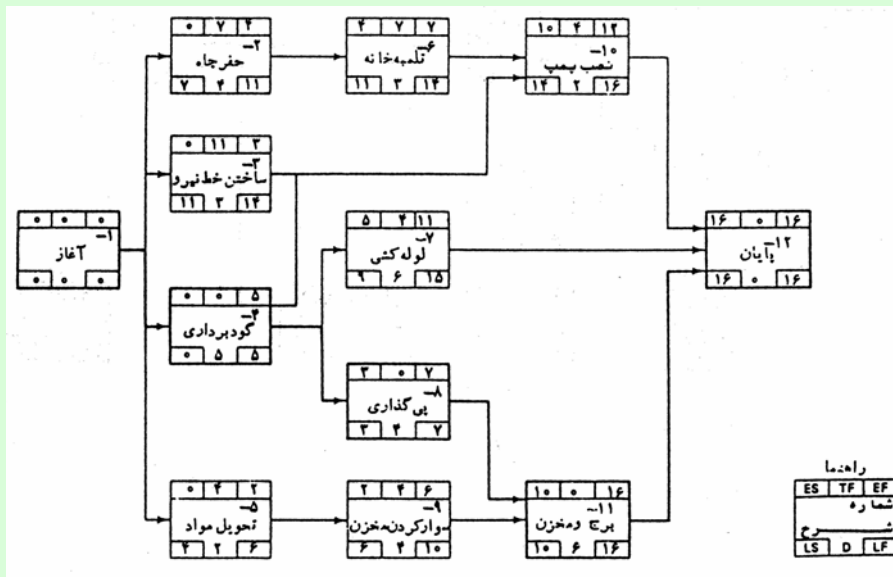 ۰ ۷ ۴
۲-
حفر چاه
۷ ۴ ۱۱
۴ ۷ ۷
۶-
تلمبه خانه
۱۱ ۳ ۱۴
۱۰ ۴ ۱۲
۱۰-
نصب پمپ
۱۴ ۲ ۱۶
۰ ۱۱ ۳
۳-
ساختن خط نیرو
۱۱ ۳ ۱۴
۰ ۰ ۰
۱-
آغاز
۰ ۰ ۰
۵ ۴ ۱۱
۷-
لوله کشی
۹ ۶ ۱۵
۱۶ ۰ ۱۶
۱۲-
پایان
۱۶ ۰ ۱۶
۰ ۰ ۵
۴-
گودبرداری
۰ ۵ ۵
۳ ۰ ۷
۸-
پی گذاری
۳ ۴ ۷
۰ ۴ ۲
۵-
تحویل مواد
۴ ۲ ۶
۲ ۴ ۶
۹-
سوار کردن مخزن
۶ ۴ ۱۰
۱۰ ۰ ۱۶
۱۱-
برج و مخزن
۱۰ ۶ ۱۶
راهنما
ES TF EF
شماره
شرح
LS D LF